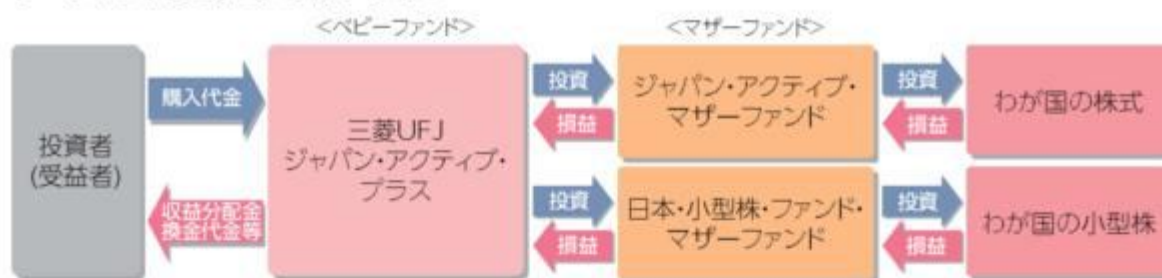 <ベビーファンド>
<マザーファンド>
投資者
(受益者)
購入代金
収益分配金
換金代金等
三菱UFJ
ジャパン・アクティブ・
プラス
投資
損益
ジャパン・アクティブ・
マザーファンド
投資
損益
わが国の株式
投資
損益
日本・小型株・ファンド・
マザーファンド
投資
損益
わが国の小型株